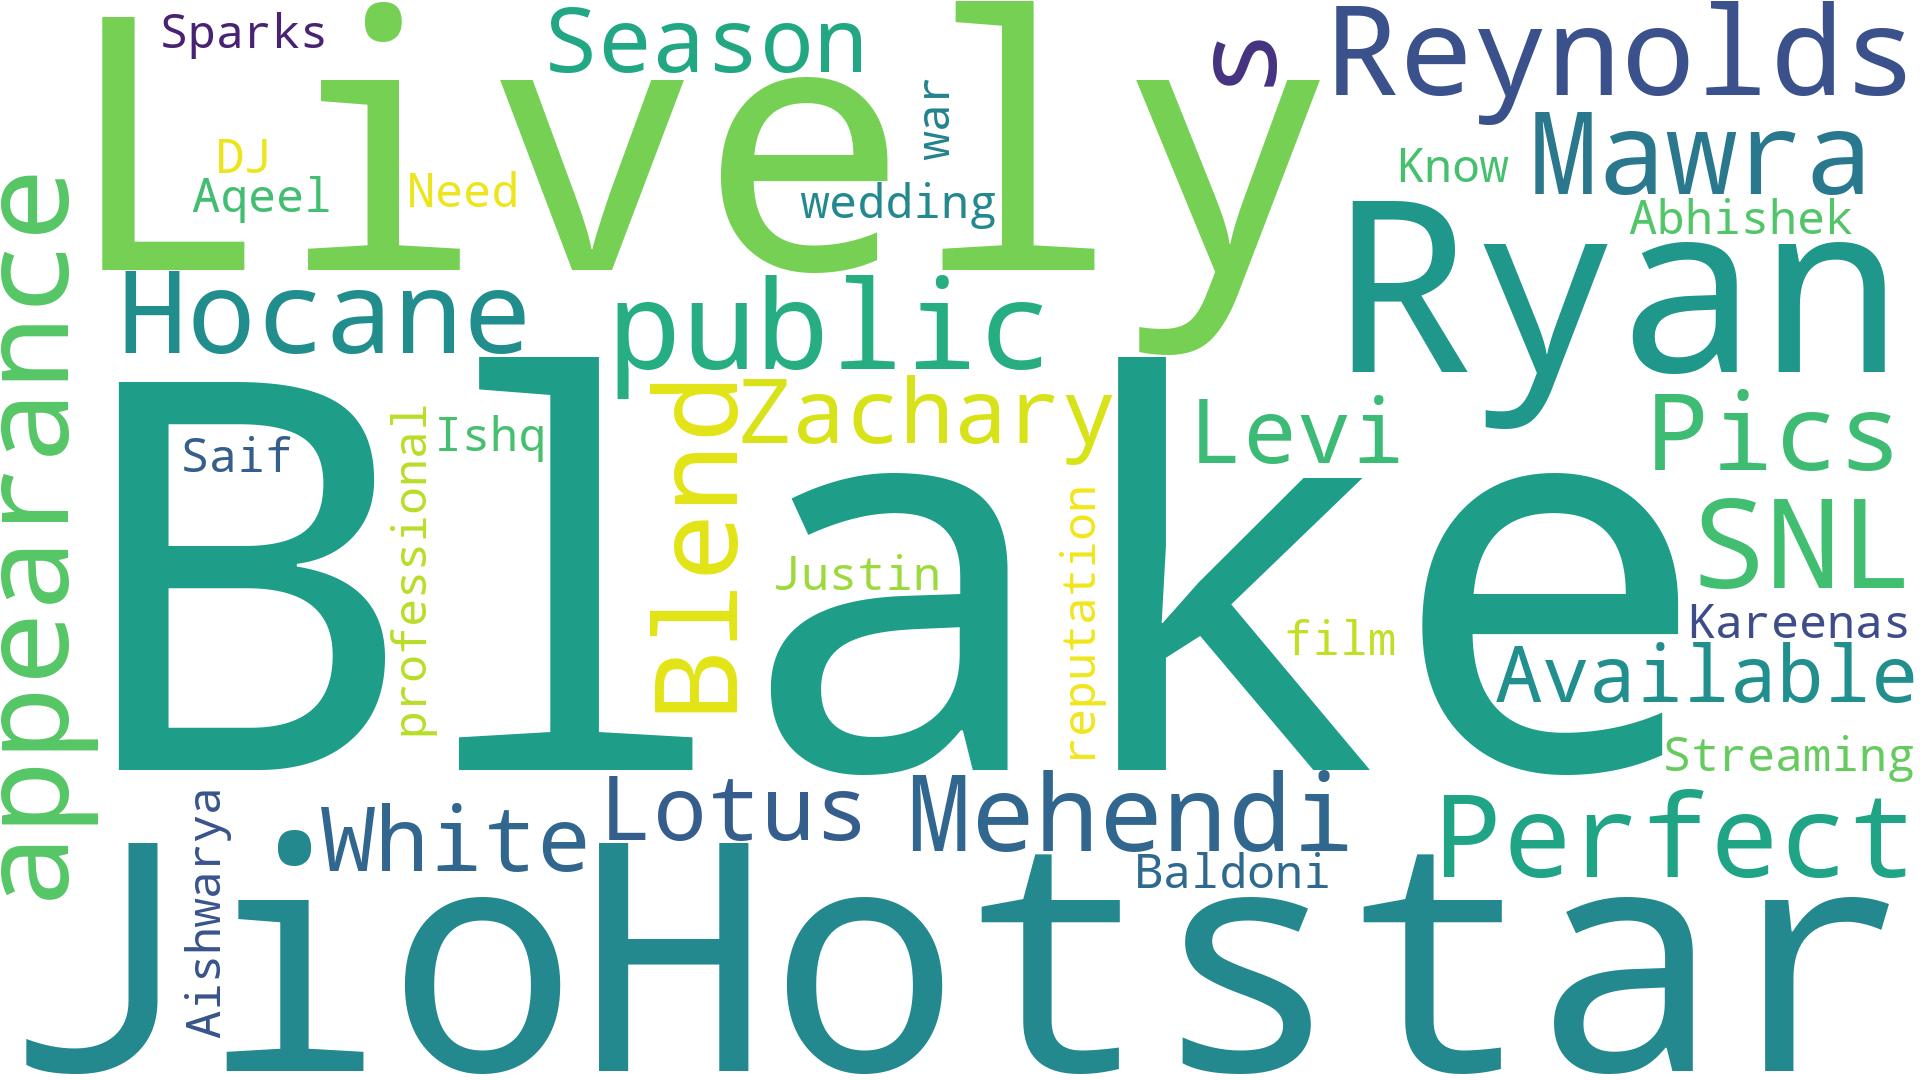 Sparks
Season
S
Reynolds
Lively
war
DJ
Aqeel
Need
wedding
Know
Mawra
Abhishek
Ryan
appearance
Hocane
public
Blend
Zachary
Levi
Pics
professional
Ishq
Saif
Blake
Justin
reputation
film
SNL
Kareenas
Available
Streaming
Aishwarya
White
Lotus
Mehendi
Baldoni
Perfect
JioHotstar